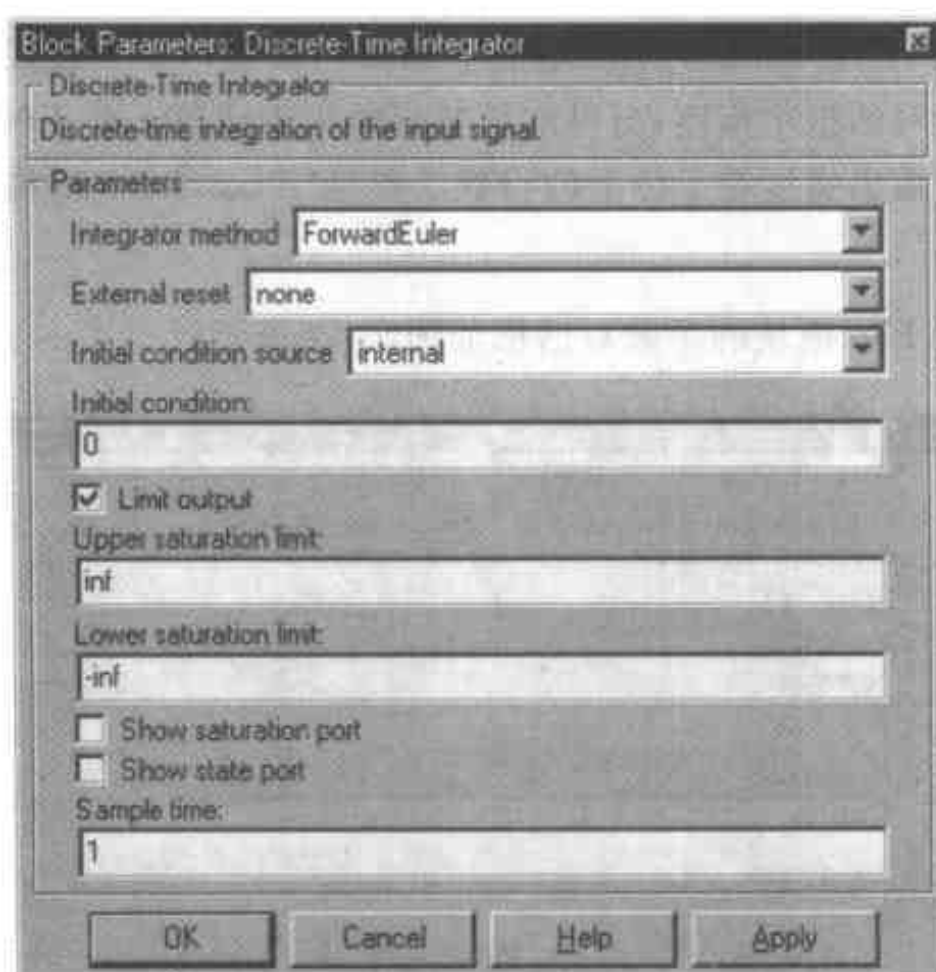 Block Parameters: Discrete-Time Integrator
Discrete-Time Integrator
Discrete-time integration of the input signal.
Parameters
Integrator method ForwardEuler
External reset none
Initial condition source internal
Initial condition:
0
Limit output
Upper saturation limit:
inf
Lower saturation limit:
-inf
Show saturation port
Show state port
Sample time:
1
OK Cancel Help Apply